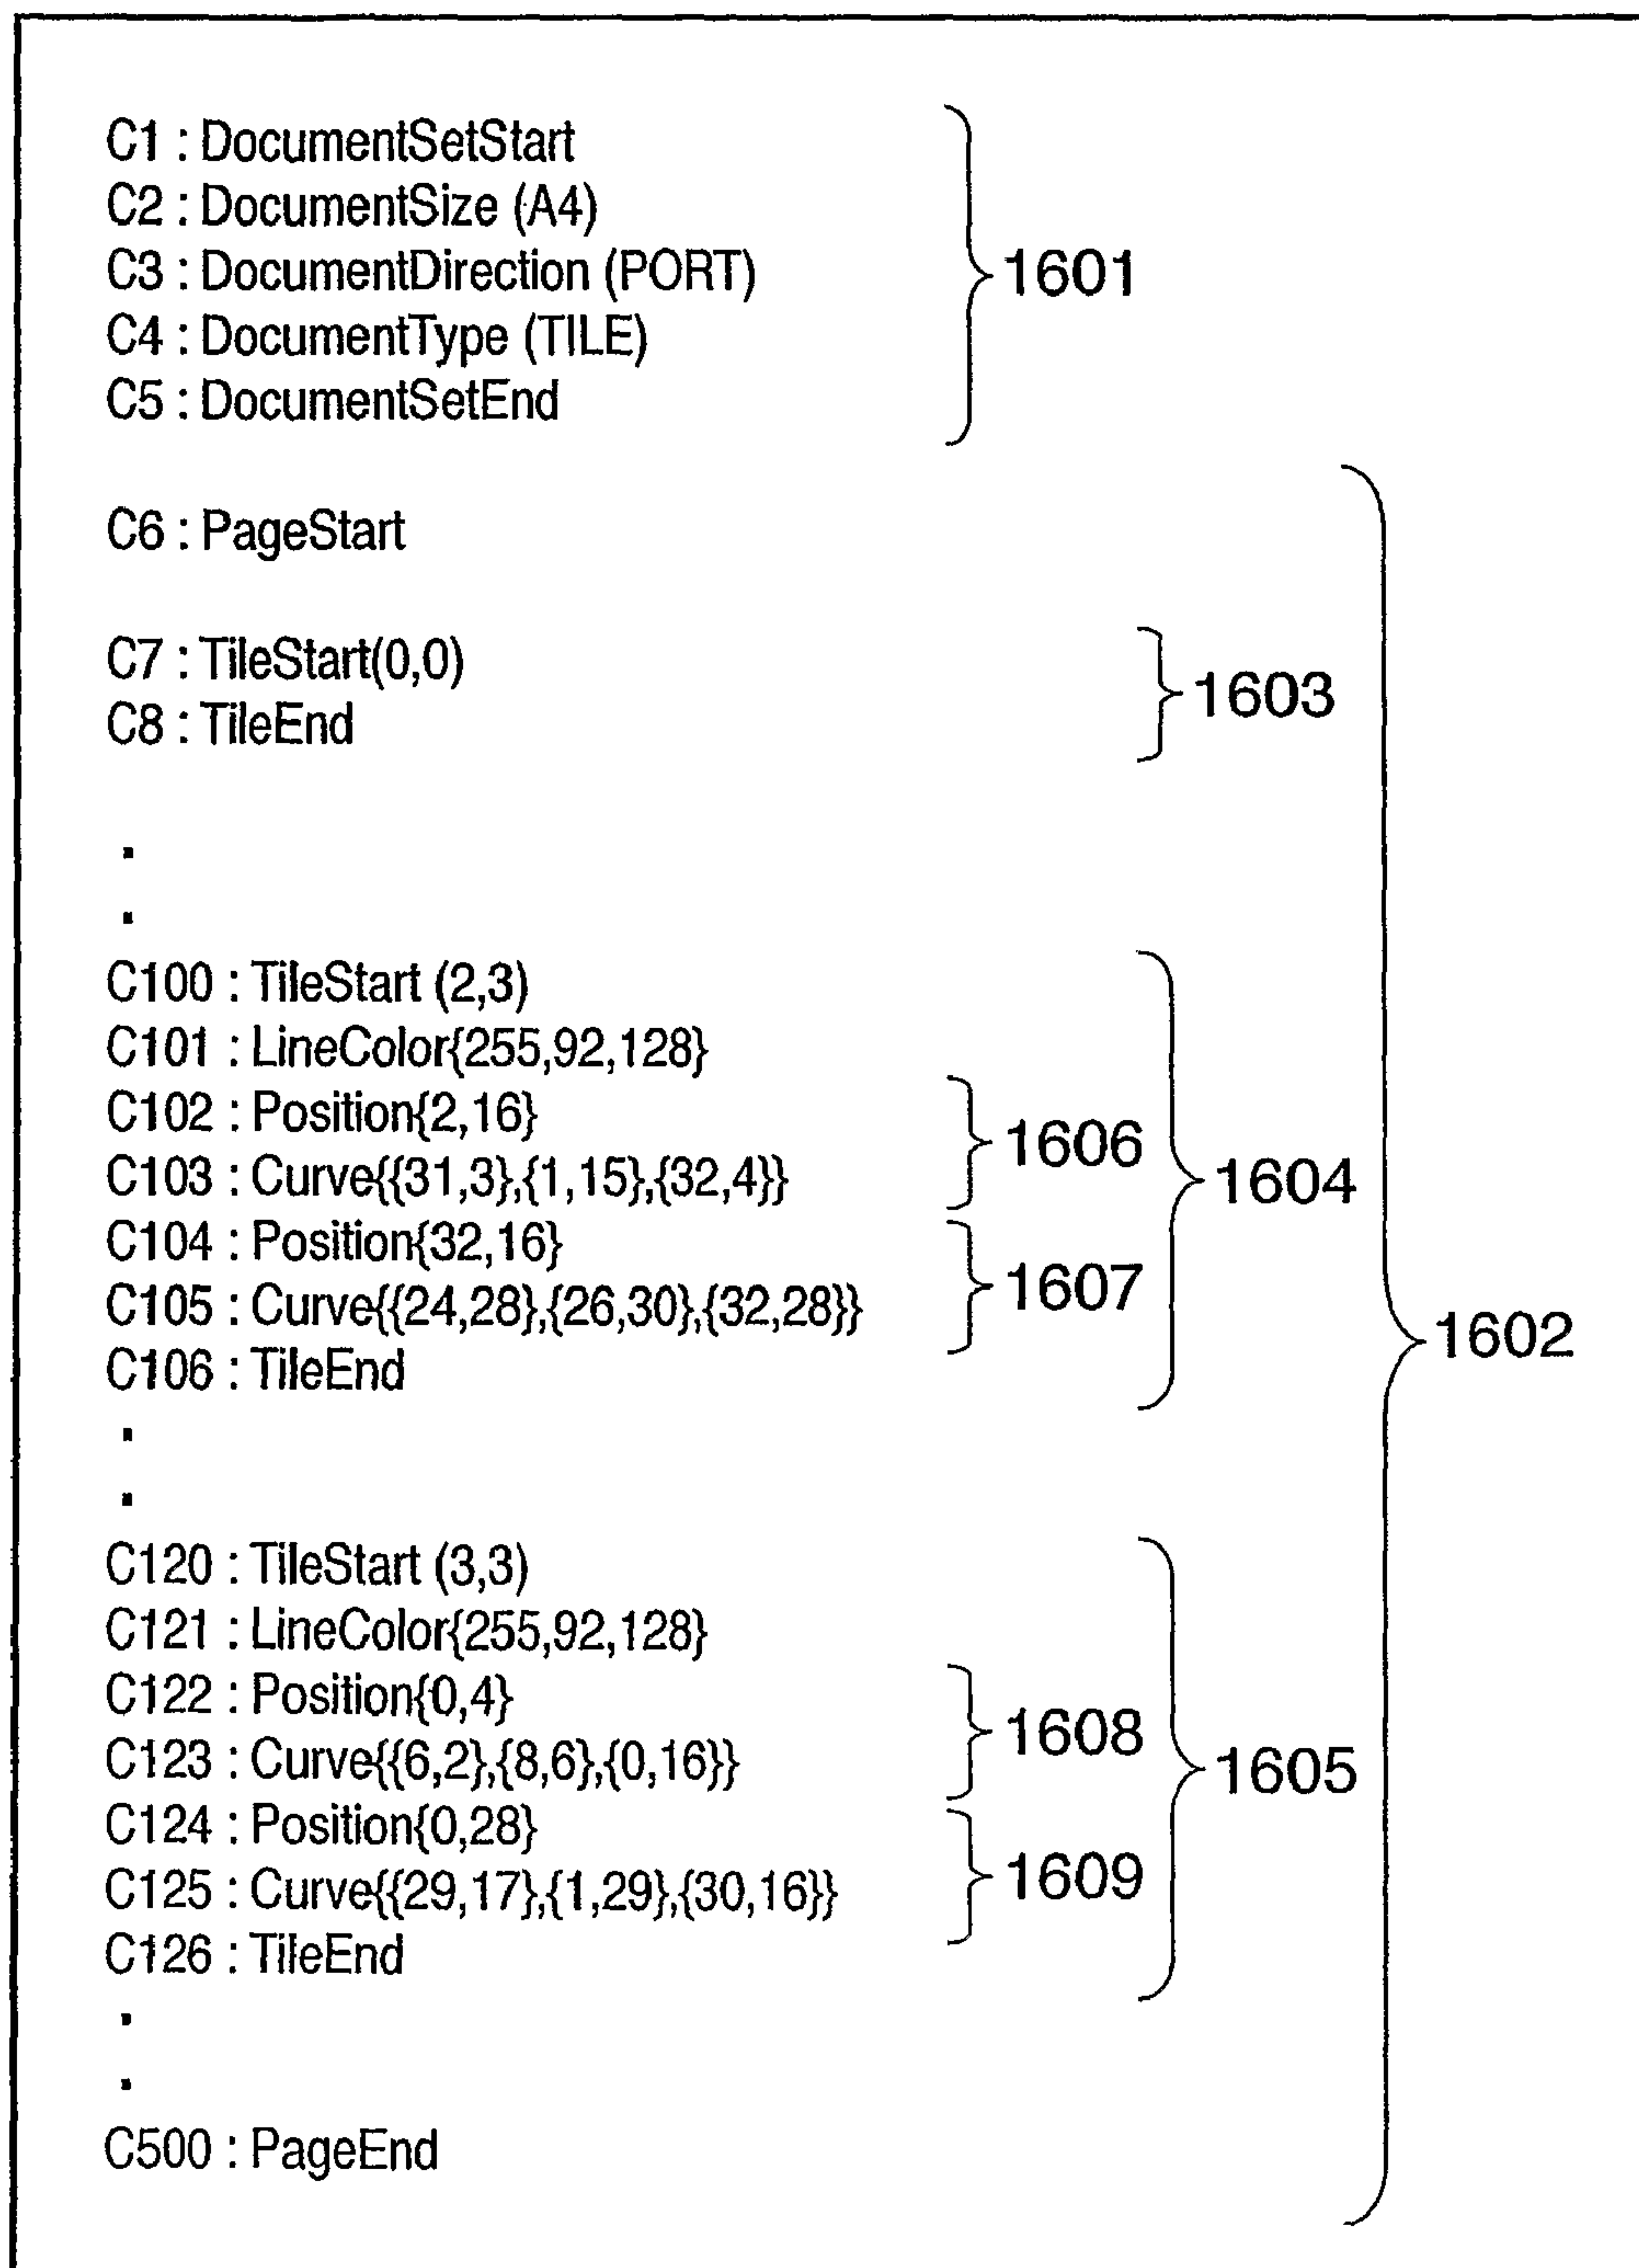 C1 : DocumentSetStart
C2 : DocumentSize (A4)
C3 : DocumentDirection (PORT)
1601
C4 : DocumentType (TILE)
C5 : DocumentSetEnd
C6 : PageStart
C7 : TileStart(0,0)
1603
C8 : TileEnd
.
.
C100 : TileStart (2,3)
C101 : LineColor{255,92,128}
C102 : Position{2,16}
1606
C103 : Curve{{31,3},{1,15},{32,4}}
1604
C104 : Position{32,16}
1607
C105 : Curve{{24,28},{26,30},{32,28}}
1602
C106 : TileEnd
.
.
C120 : TileStart (3,3)
C121 : LineColor{255,92,128}
C122 : Position{0,4}
1608
C123 : Curve{{6,2},{8,6},{0,16}}
1605
C124 : Position{0,28}
1609
C125 : Curve{{29,17},{1,29},{30,16}}
C126 : TileEnd
.
.
C500 : PageEnd